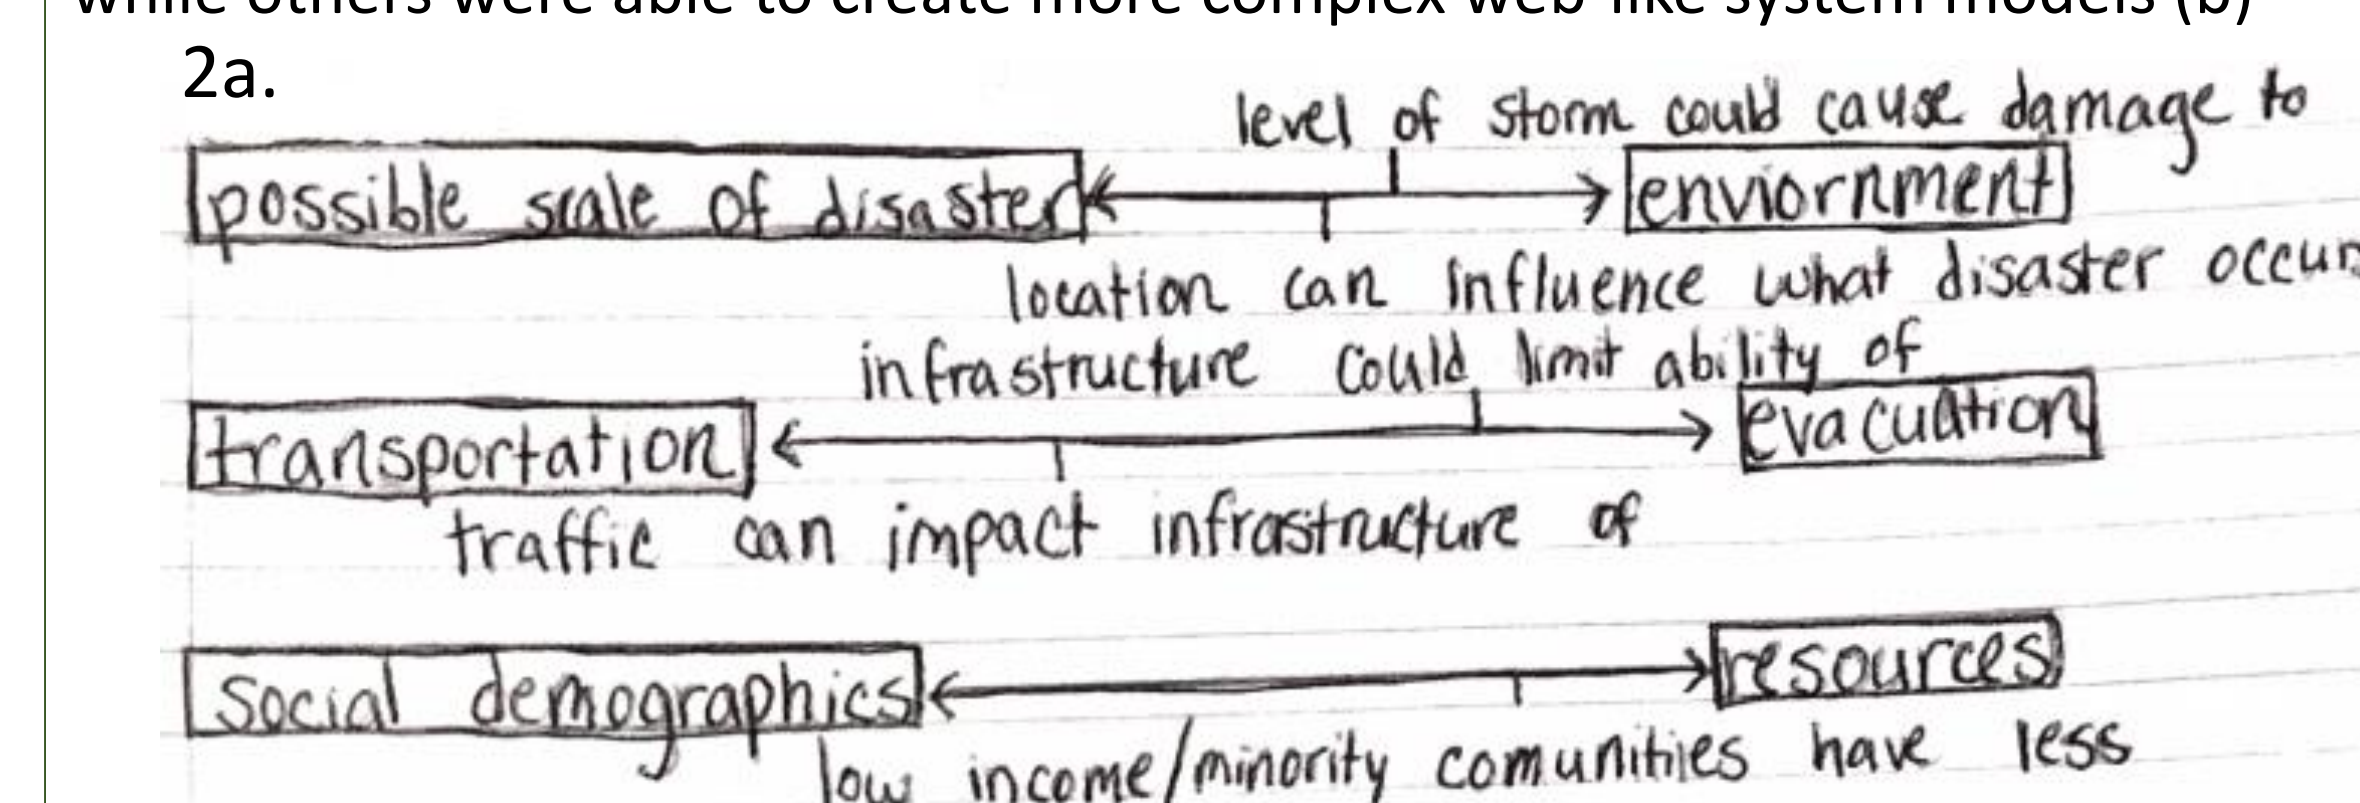 while others were able to create more complex web-like system models (b)
2a.
level of storm could cause damage to
possible scale of disaster enviornment
location can influence what disaster occurs
infrastructure could limit ability of
transportation evacuation
traffic can impact infrastructure of
social demographics resources
low income/minority comunities have less